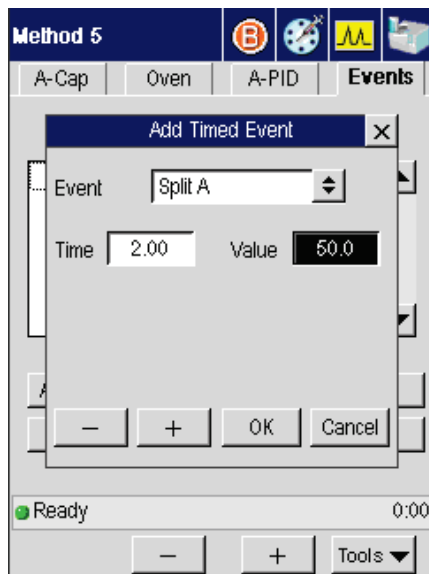 Method 5 B
A-Cap Oven A-PID Events
Add Timed Event
Event Split A
Time 2.00 Value 50.0
− + OK Cancel
Ready 0:00
− + Tools